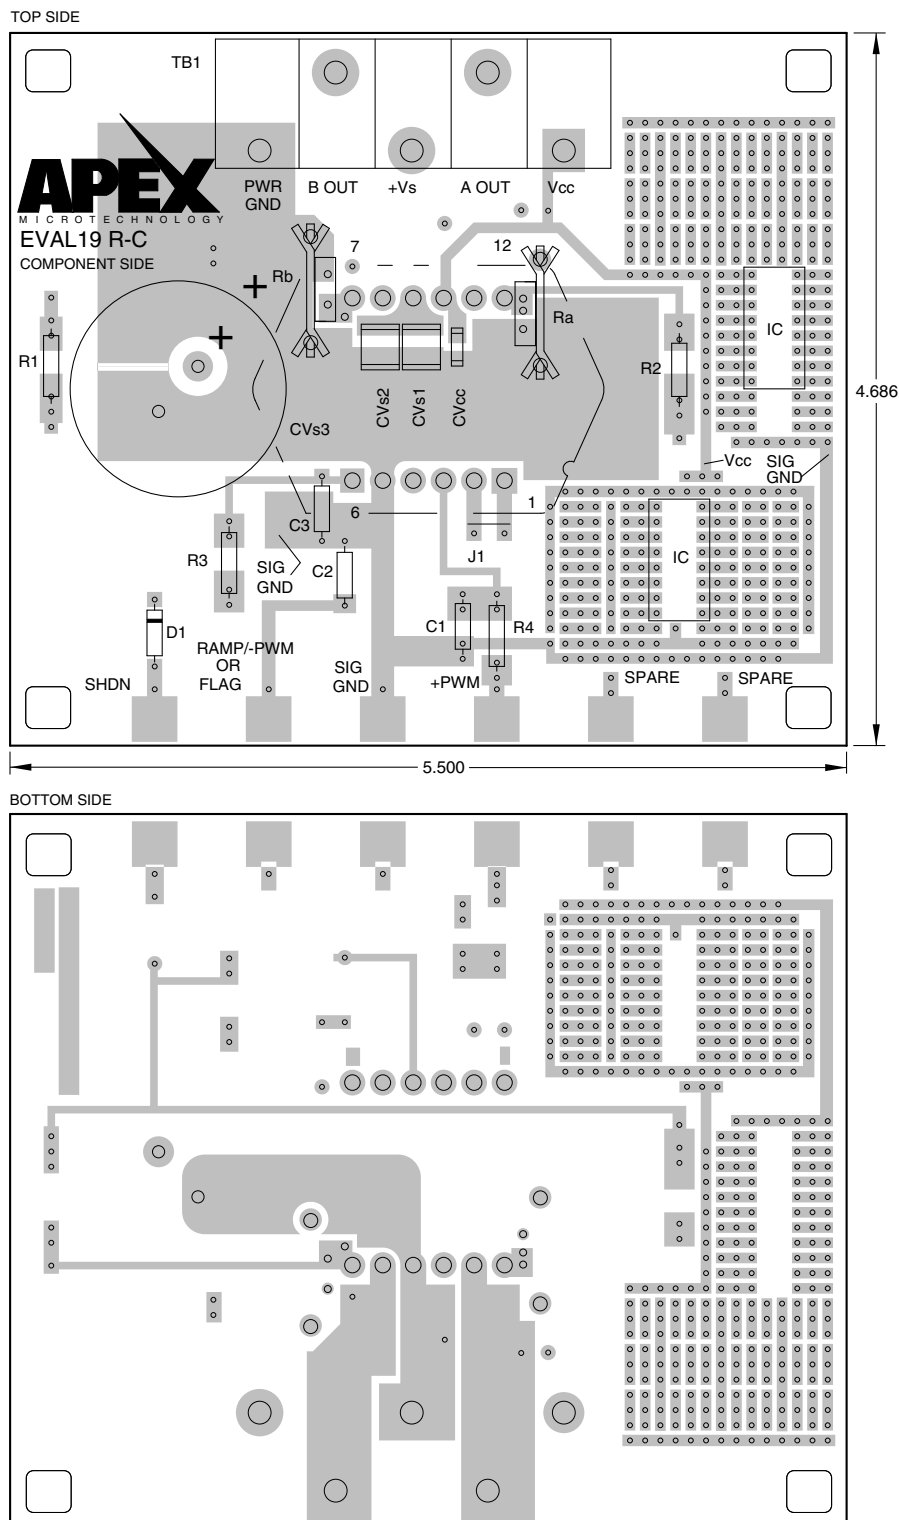 TOP SIDE
TB1
APEX
MICROTECHNOLOGY
EVAL19 R-C
COMPONENT SIDE
PWR
GND
B OUT
+Vs
A OUT
Vcc
7
12
+
Rb
Ra
+
R1
IC
R2
4.686
CVs2
CVs1
CVcc
CVs3
Vcc
SIG
GND
6
1
C3
J1
R3
SIG
GND
C2
IC
D1
C1
R4
RAMP/-PWM
OR
FLAG
SIG
GND
+PWM
SHDN
SPARE
SPARE
5.500
BOTTOM SIDE